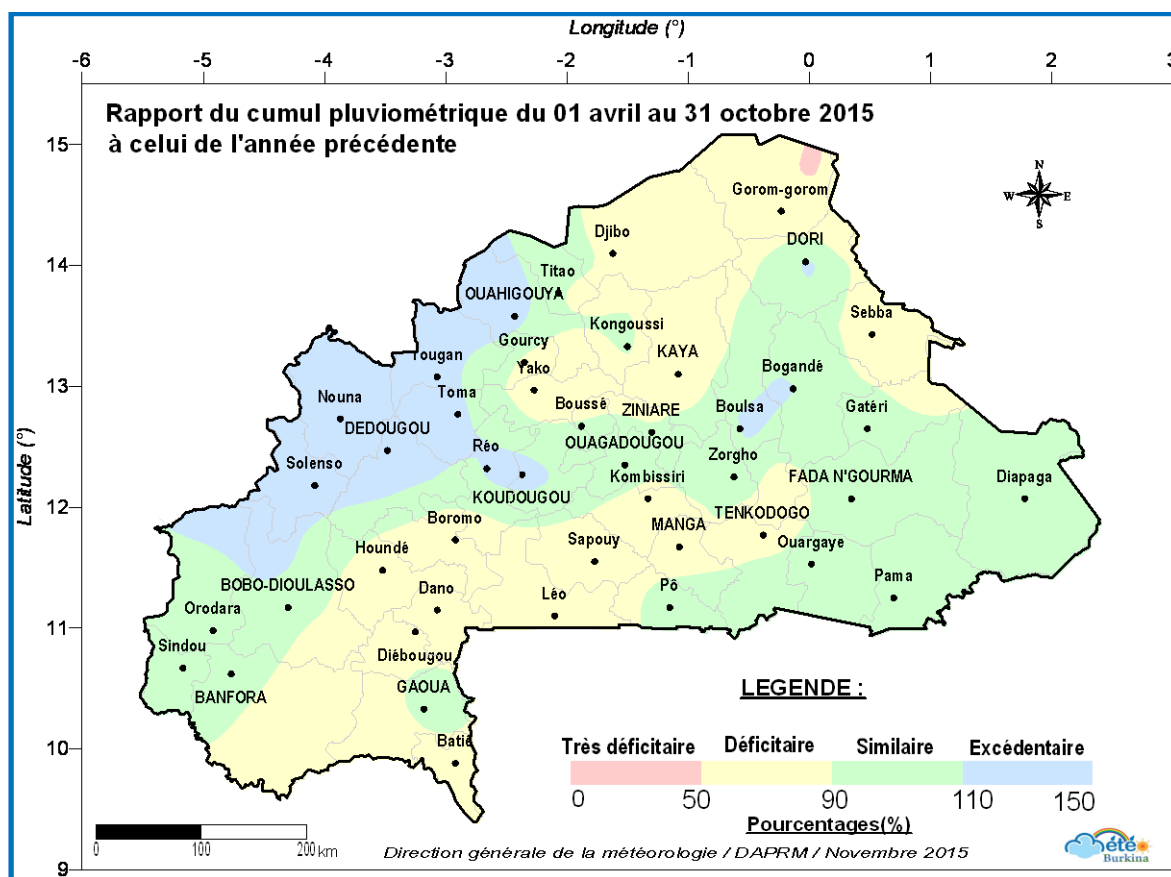 Longitude (°)
-6 -5 -4 -3 -2 -1 0 1 2 3
Rapport du cumul pluviométrique du 01 avril au 31 octobre 2015
à celui de l'année précédente
15
N
W E
S
Gorom-gorom
Djibo
DORI
14
Titao
OUAHIGOUYA
Sebba
Kongoussi
Gourcy
KAYA
Tougan
Yako
Bogandé
13
Nouna
Toma
Boussé
ZINIARE
Boulsa
Gatéri
DEDOUGOU
OUAGADOUGOU
Réo
Solenso
Zorgho
Kombissiri
FADA N'GOURMA
Diapaga
KOUDOUGOU
Latitude (°)
12
Boromo
MANGA
TENKODOGO
Houndé
Sapouy
Ouargaye
BOBO-DIOULASSO
Dano
Léo
Pô
Pama
Orodara
11
Sindou
Diébougou
BANFORA
GAOUA
LEGENDE :
Batié
10
Très déficitaire Déficitaire Similaire Excédentaire
0 50 90 110 150
Pourcentages(%)
0 100 200 km
Direction générale de la météorologie / DAPRM / Novembre 2015
été
Burkina
9